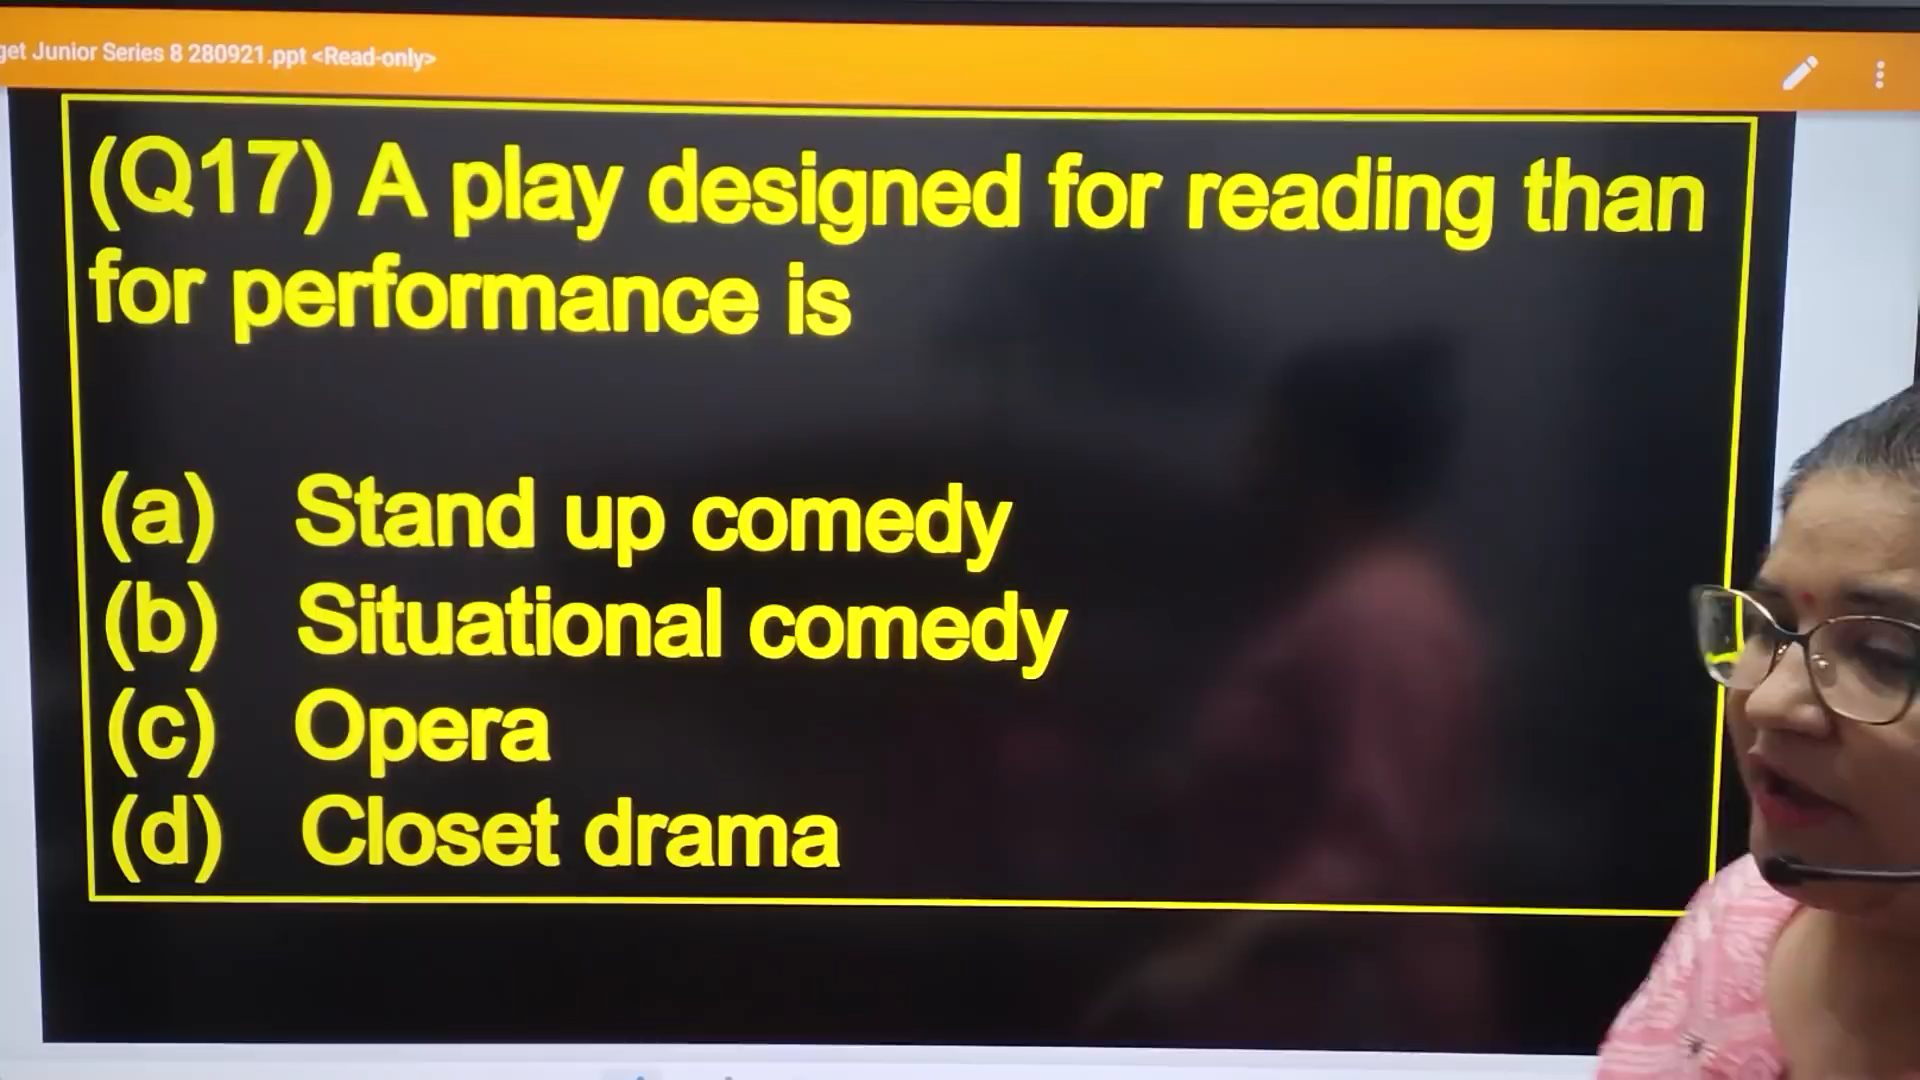 get Junior Series 8 280921.ppt <Read-only>
(Q17) A play designed for reading than
for performance is
(a) Stand up comedy
(b) Situational comedy
(c) Opera
(d) Closet drama